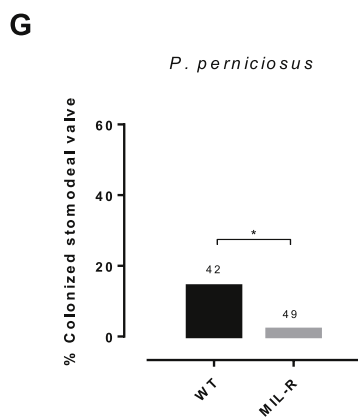 G
P. perniciosus
% Colonized stomodeal valve
60
40
20
0
*
42
49
WT
MIL-R